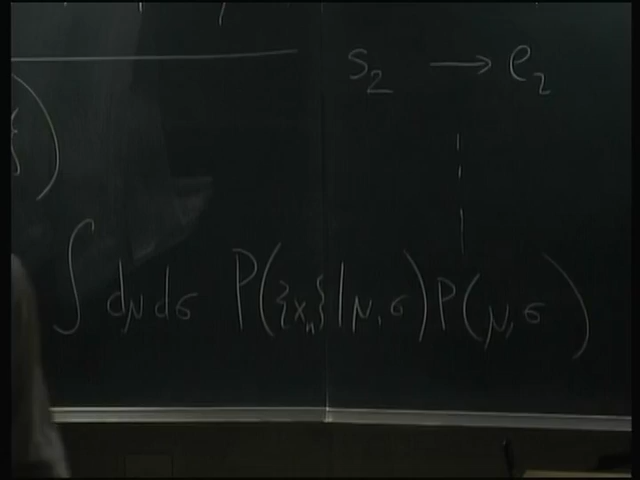 s₂ → e₂
})
∫ dμ dσ P({xₙ}|μ,σ) P(μ,σ)